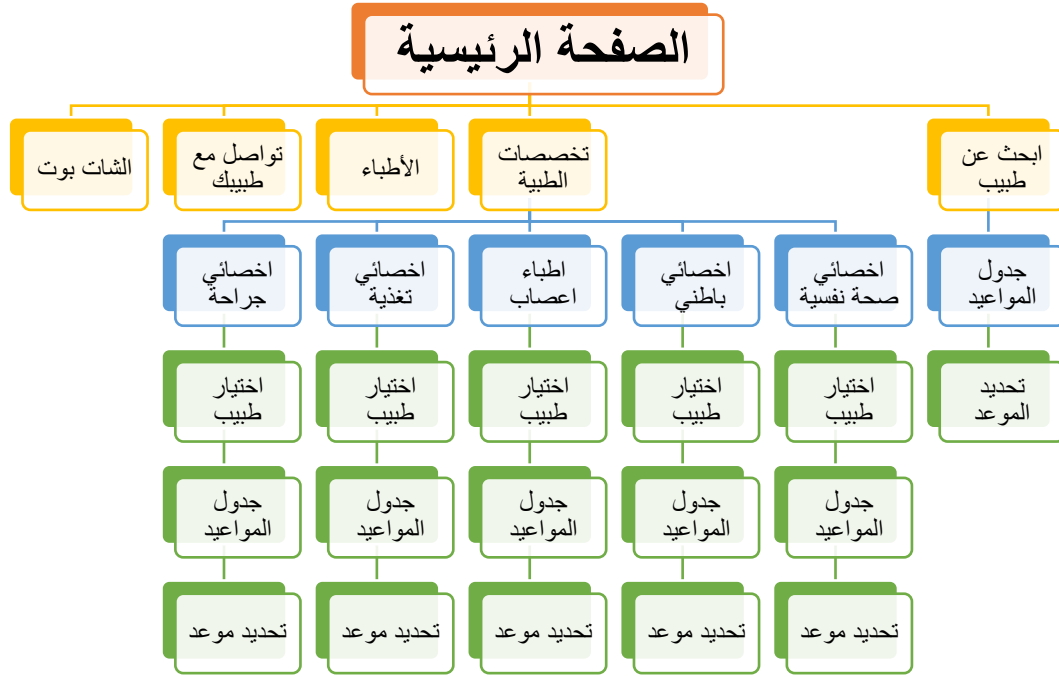 الصفحة الرئيسية
ابحث عن
طبيب
تخصصات
الطبية
الأطباء
تواصل مع
طبيبك
الشات بوت
جدول
المواعيد
اخصائي
صحة نفسية
اخصائي
باطني
اطباء
اعصاب
اخصائي
تغذية
اخصائي
جراحة
تحديد
الموعد
اختيار
طبيب
اختيار
طبيب
اختيار
طبيب
اختيار
طبيب
اختيار
طبيب
جدول
المواعيد
جدول
المواعيد
جدول
المواعيد
جدول
المواعيد
جدول
المواعيد
تحديد موعد
تحديد موعد
تحديد موعد
تحديد موعد
تحديد موعد